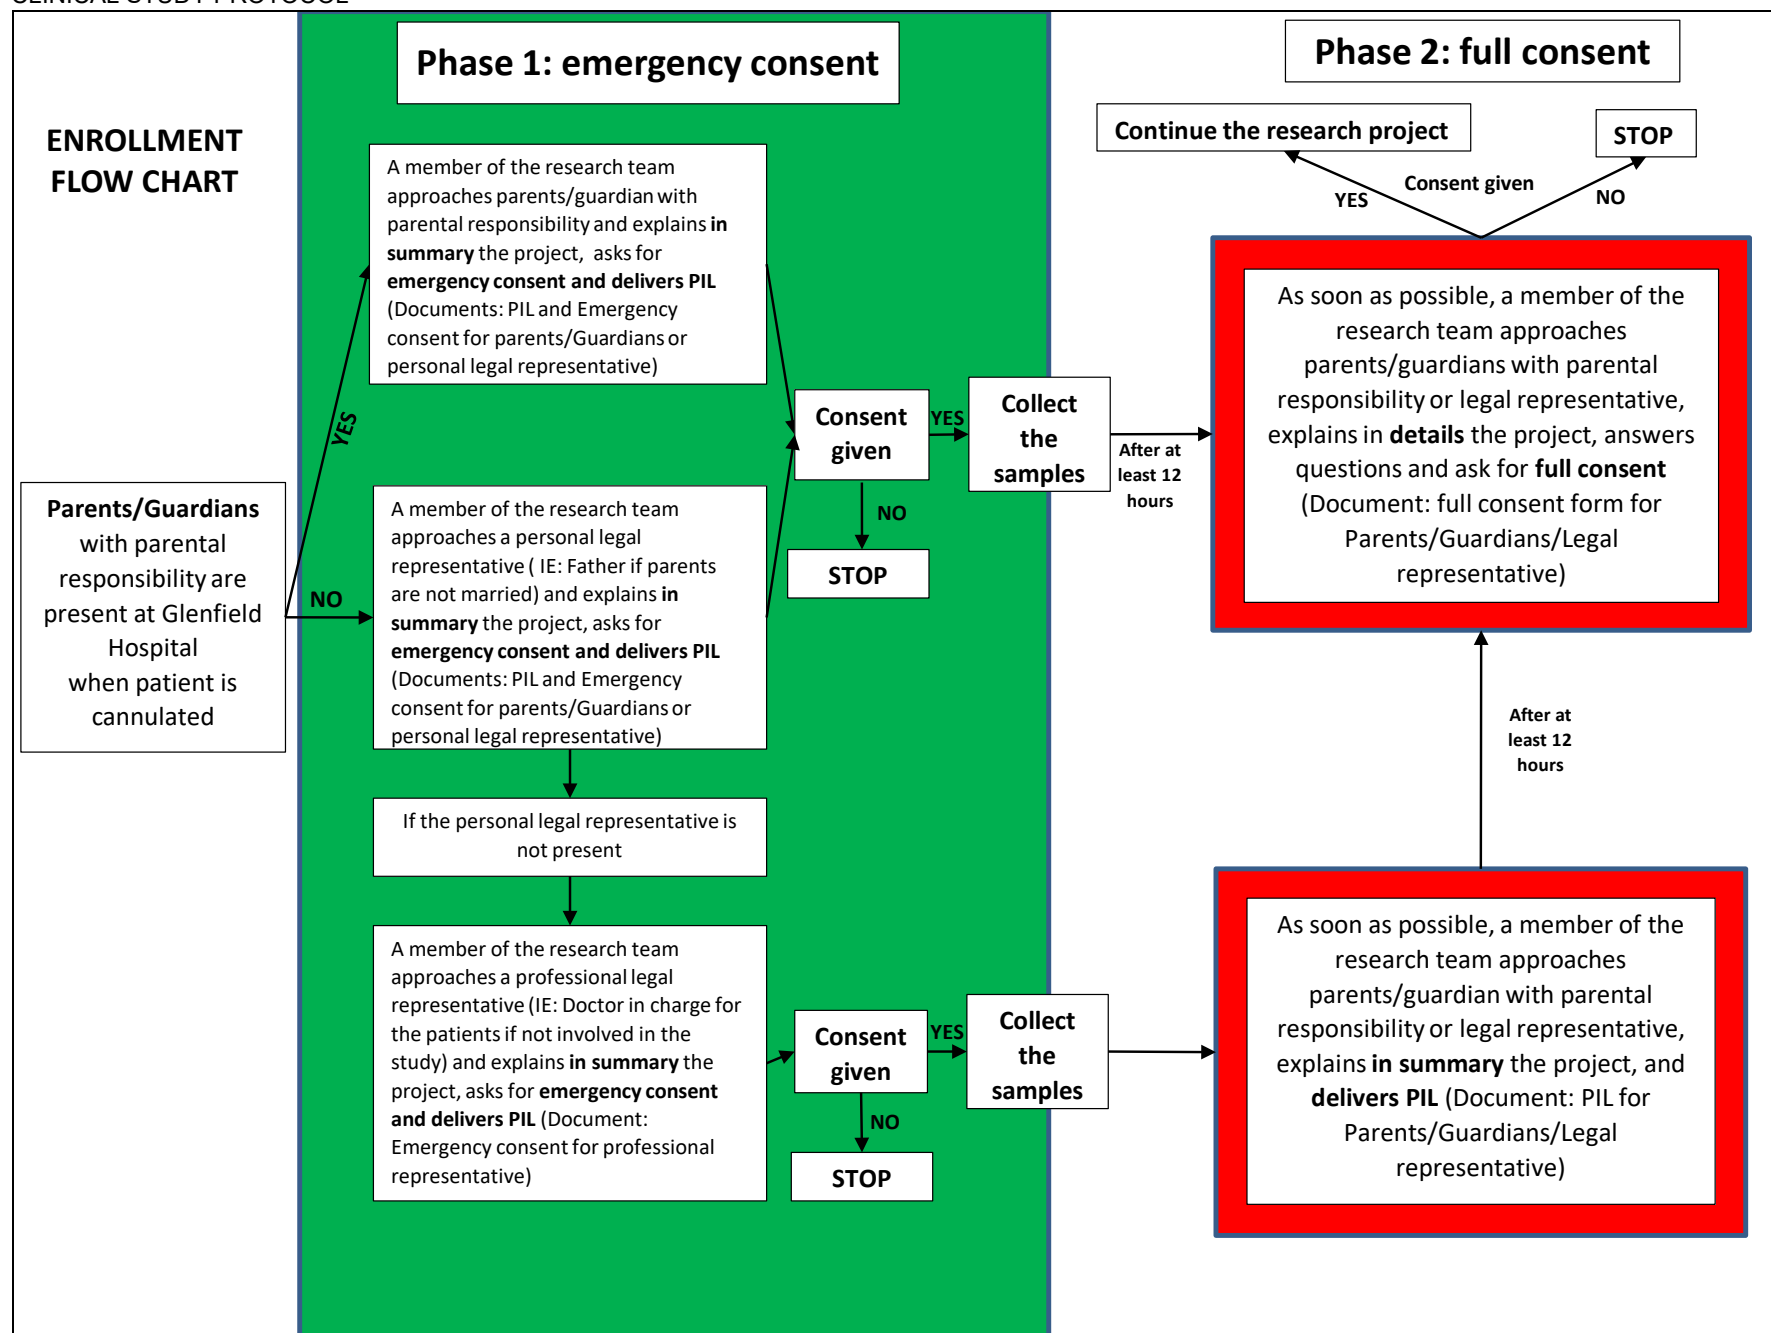 CLINICAL STUDY PROTOCOL
ENROLLMENT
FLOW CHART
Parents/Guardians
with parental
responsibility are
present at Glenfield
Hospital
when patient is
cannulated
YES
NO
Phase 1: emergency consent
A member of the research team
approaches parents/guardian with
parental responsibility and explains in
summary the project, asks for
emergency consent and delivers PIL
(Documents: PIL and Emergency
consent for parents/Guardians or
personal legal representative)
A member of the research team
approaches a personal legal
representative ( IE: Father if parents
are not married) and explains in
summary the project, asks for
emergency consent and delivers PIL
(Documents: PIL and Emergency
consent for parents/Guardians or
personal legal representative)
If the personal legal representative is
not present
A member of the research team
approaches a professional legal
representative (IE: Doctor in charge for
the patients if not involved in the
study) and explains in summary the
project, asks for emergency consent
and delivers PIL (Document:
Emergency consent for professional
representative)
Consent
given
YES
NO
STOP
Collect
the
samples
After at
least 12
hours
Consent
given
YES
NO
STOP
Collect
the
samples
Phase 2: full consent
Continue the research project
STOP
Consent given
YES
NO
As soon as possible, a member of the
research team approaches
parents/guardians with parental
responsibility or legal representative,
explains in details the project, answers
questions and ask for full consent
(Document: full consent form for
Parents/Guardians/Legal
representative)
After at
least 12
hours
As soon as possible, a member of the
research team approaches
parents/guardian with parental
responsibility or legal representative,
explains in summary the project, and
delivers PIL (Document: PIL for
Parents/Guardians/Legal
representative)